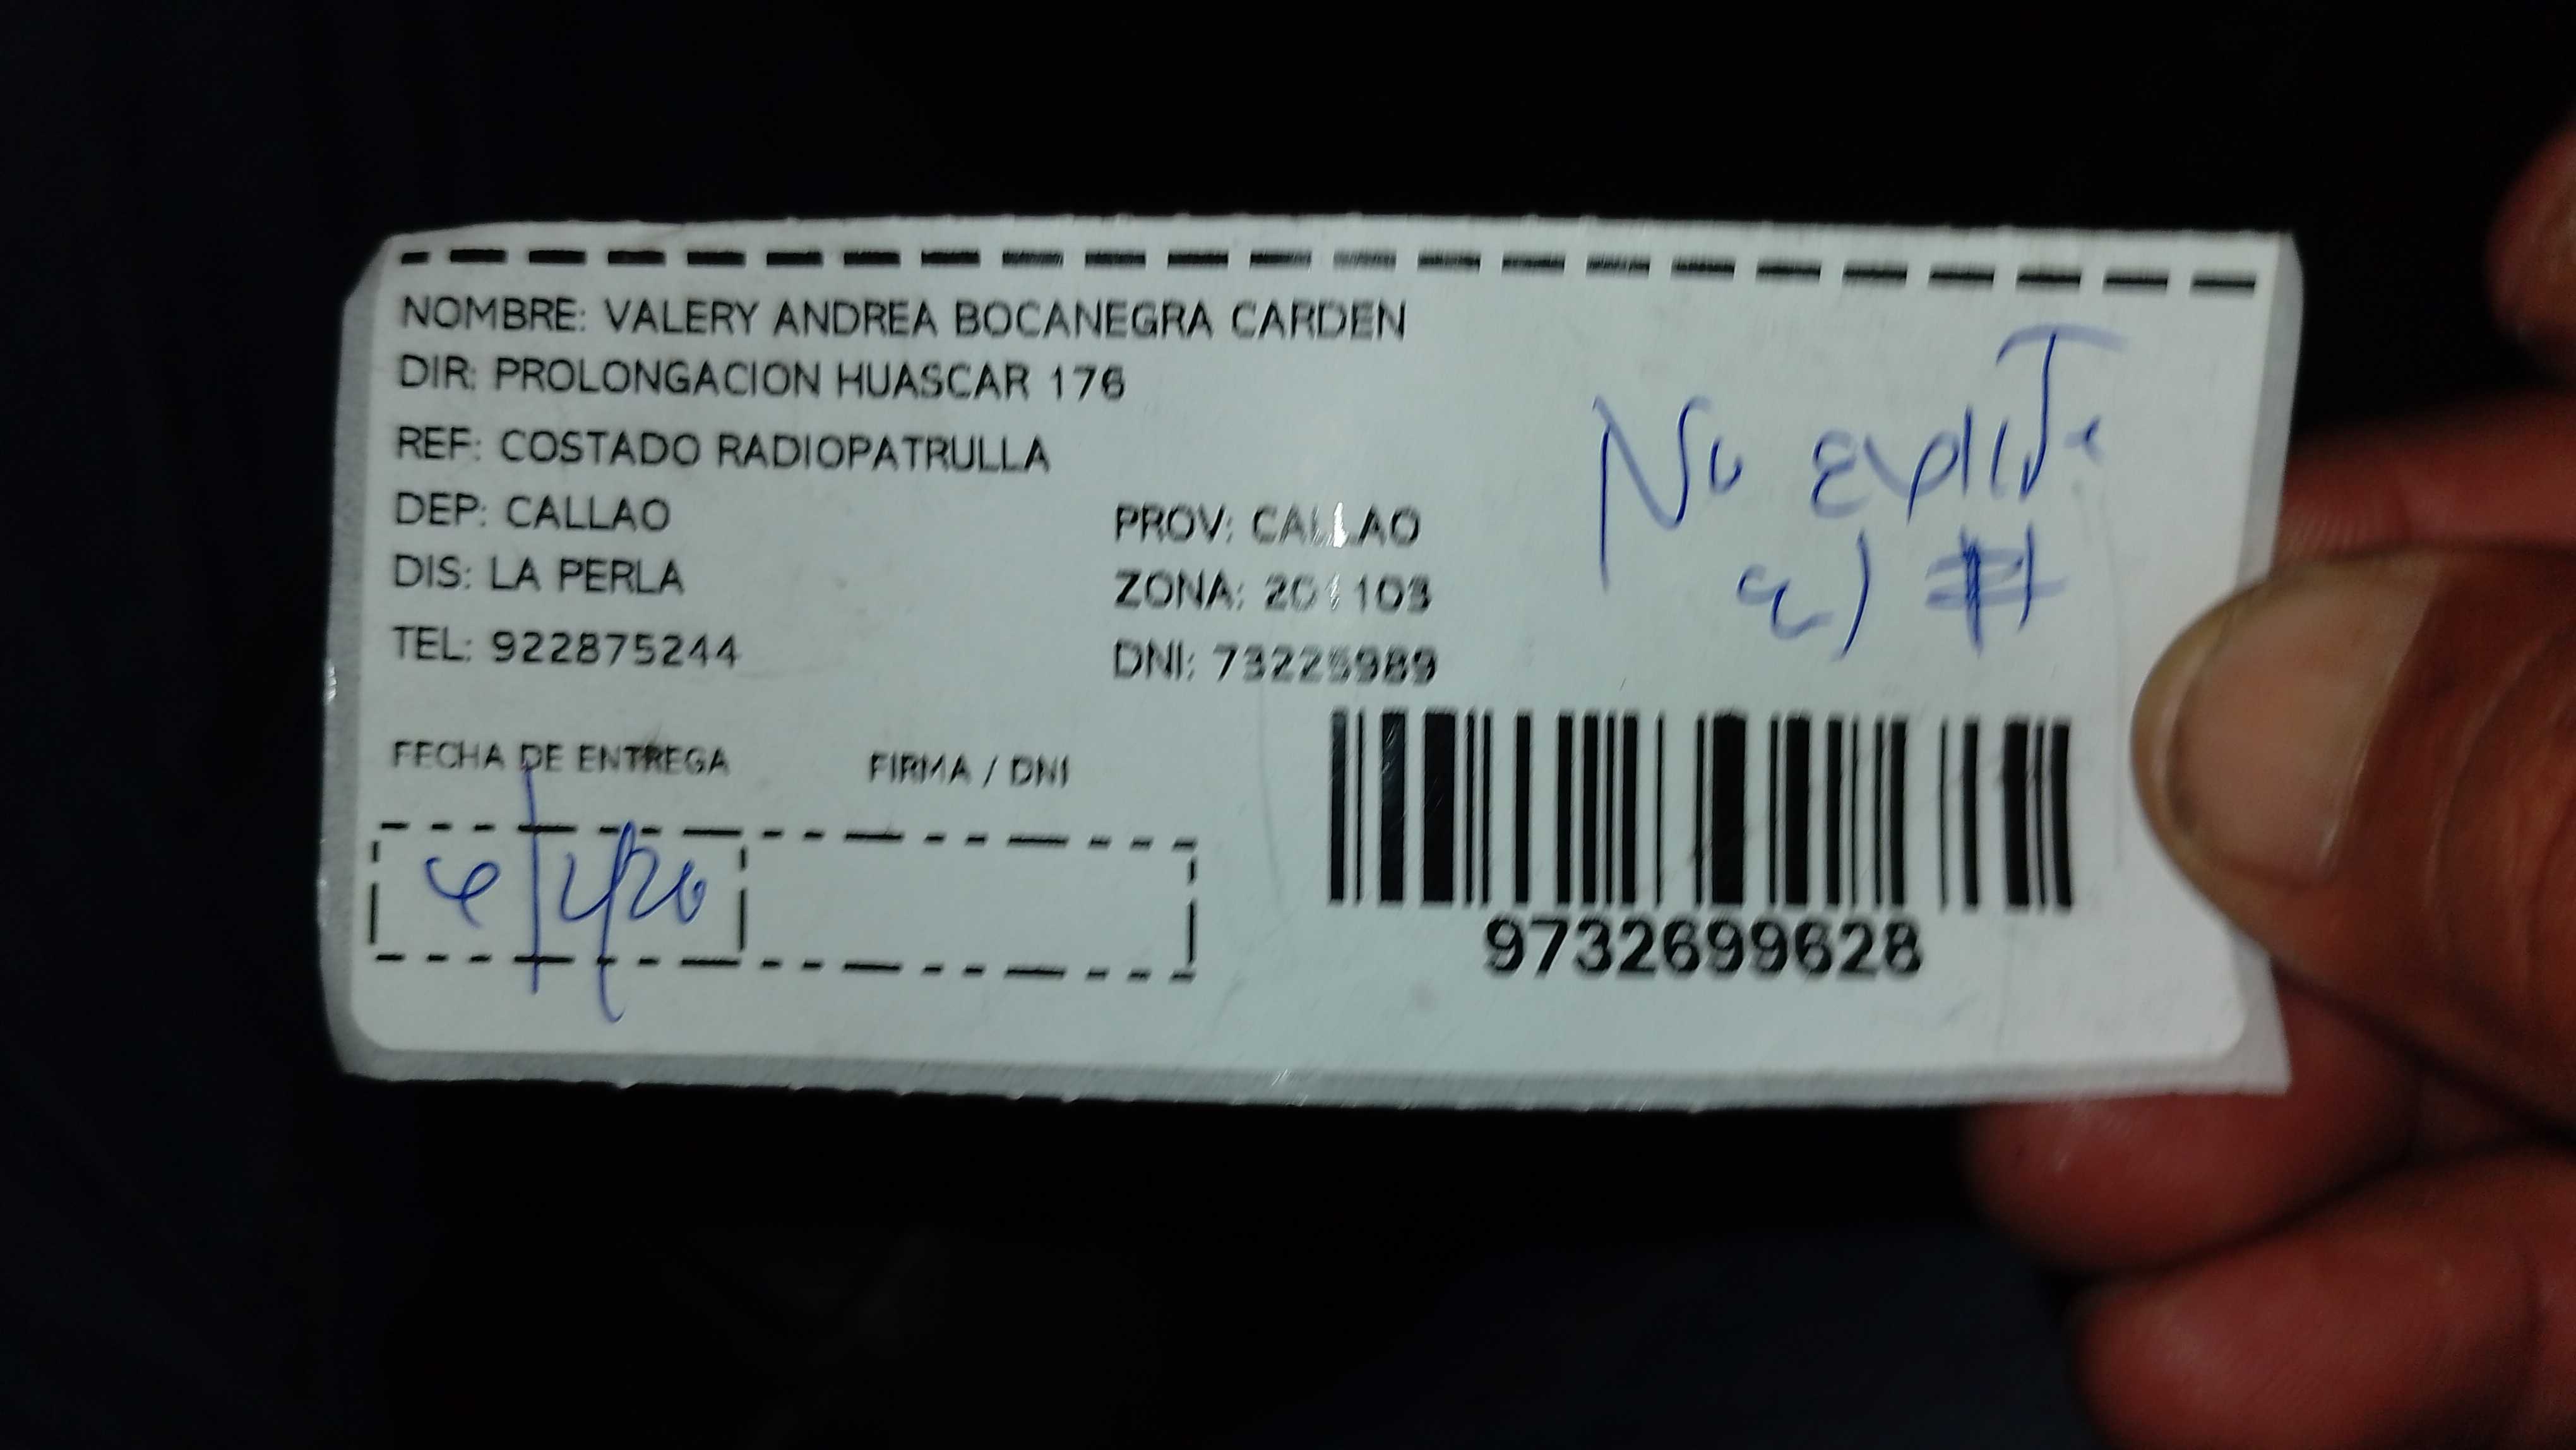 NOMBRE: VALERY ANDREA BOCANEGRA CARDEN
DIR: PROLONGACION HUASCAR 176
REF: COSTADO RADIOPATRULLA
DEP: CALLAO
PROV: CALLAO
DIS: LA PERLA
ZONA: 201103
TEL: 922875244
DNI: 73225989
No
#
FECHA DE ENTREGA
FIRMA / DNI
9732699628